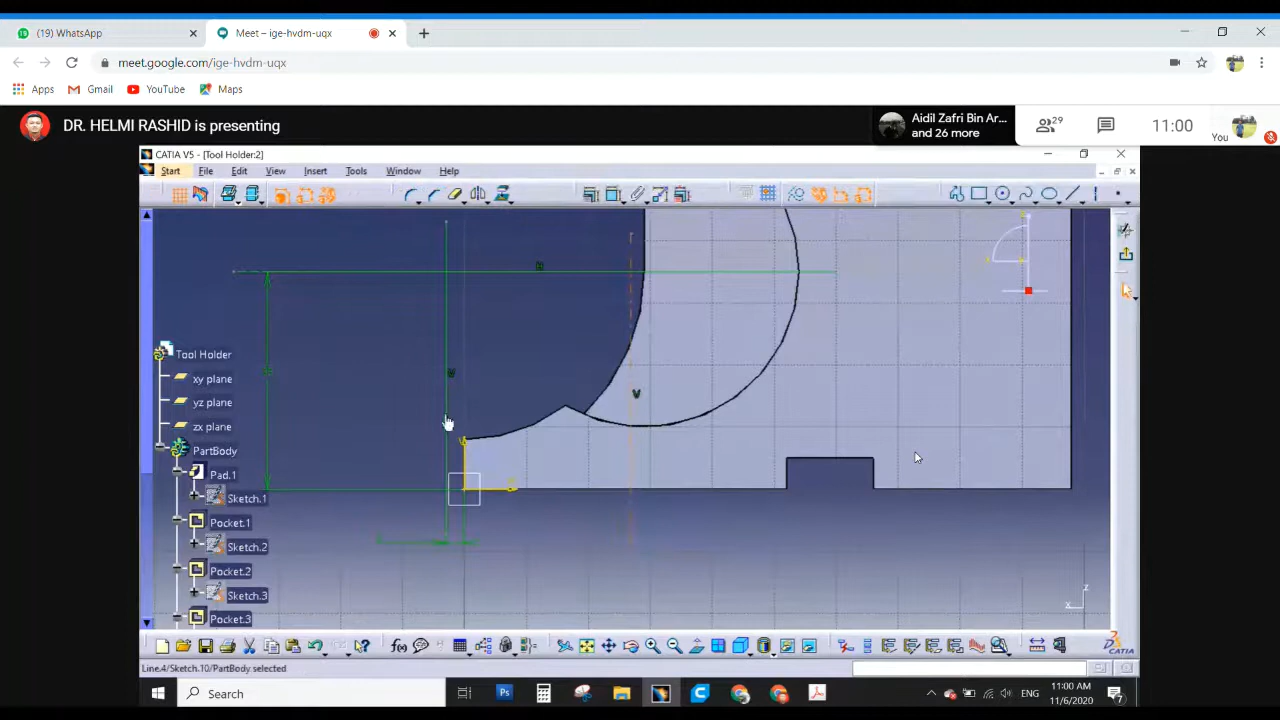 (19) WhatsApp
Meet – ige-hvdm-uqx
meet.google.com/ige-hvdm-uqx
Apps
Gmail
YouTube
Maps
DR. HELMI RASHID is presenting
Aidil Zafri Bin Ar...
and 26 more
29
11:00
You
CATIA V5 - [Tool Holder:2]
Start
File
Edit
View
Insert
Tools
Window
Help
H
V
V
Tool Holder
xy plane
yz plane
zx plane
PartBody
Pad.1
Sketch.1
Pocket.1
Sketch.2
Pocket.2
Sketch.3
Pocket.3
z
x
f(x)
CATIA
Line.4/Sketch.10/PartBody selected
Search
Ps
ENG
11:00 AM
11/6/2020
7